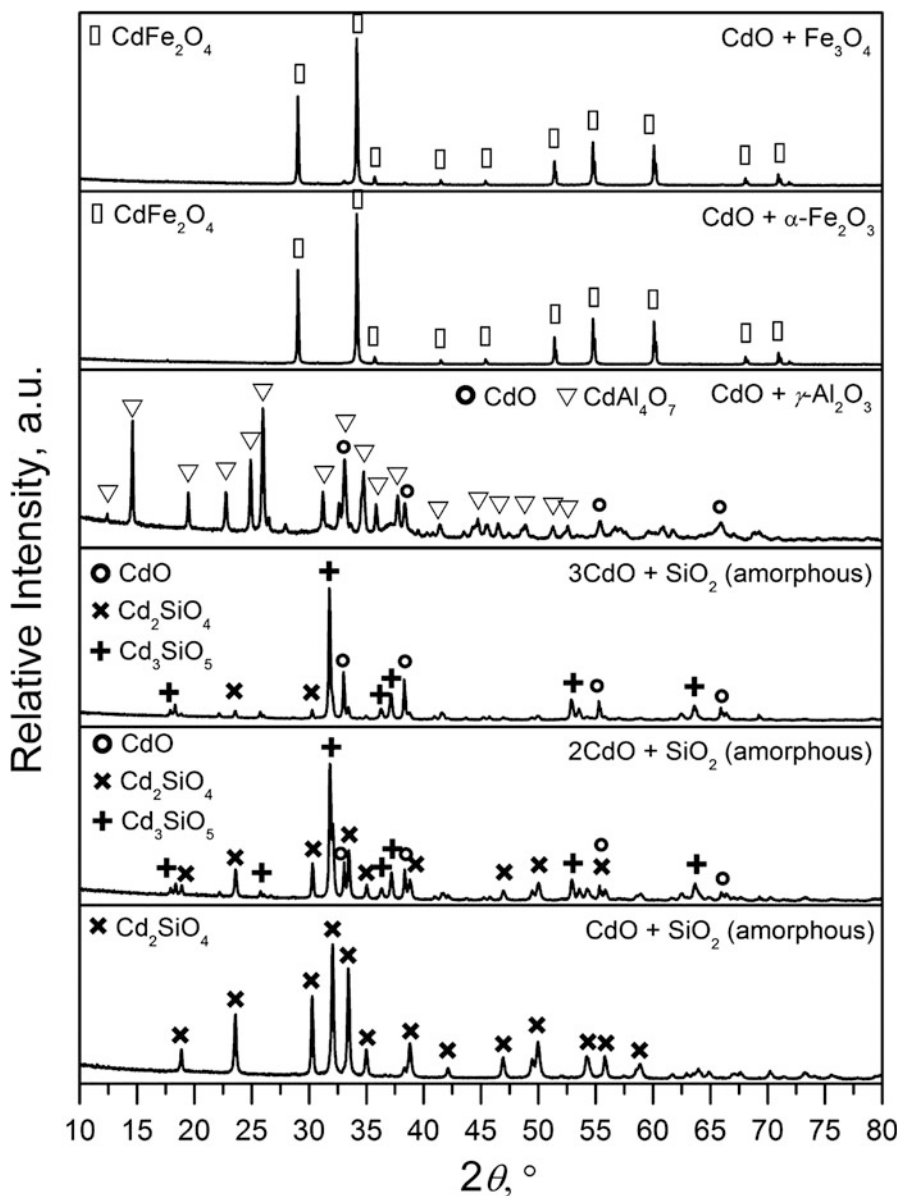 CdFe₂O₄ CdO + Fe₃O₄
CdFe₂O₄ CdO + α-Fe₂O₃
CdO CdAl₄O₇ CdO + γ-Al₂O₃
CdO 3CdO + SiO₂ (amorphous)
Cd₂SiO₄
Cd₃SiO₅
CdO 2CdO + SiO₂ (amorphous)
Cd₂SiO₄
Cd₃SiO₅
Cd₂SiO₄ CdO + SiO₂ (amorphous)
Relative Intensity, a.u.
10 15 20 25 30 35 40 45 50 55 60 65 70 75 80
2θ, °